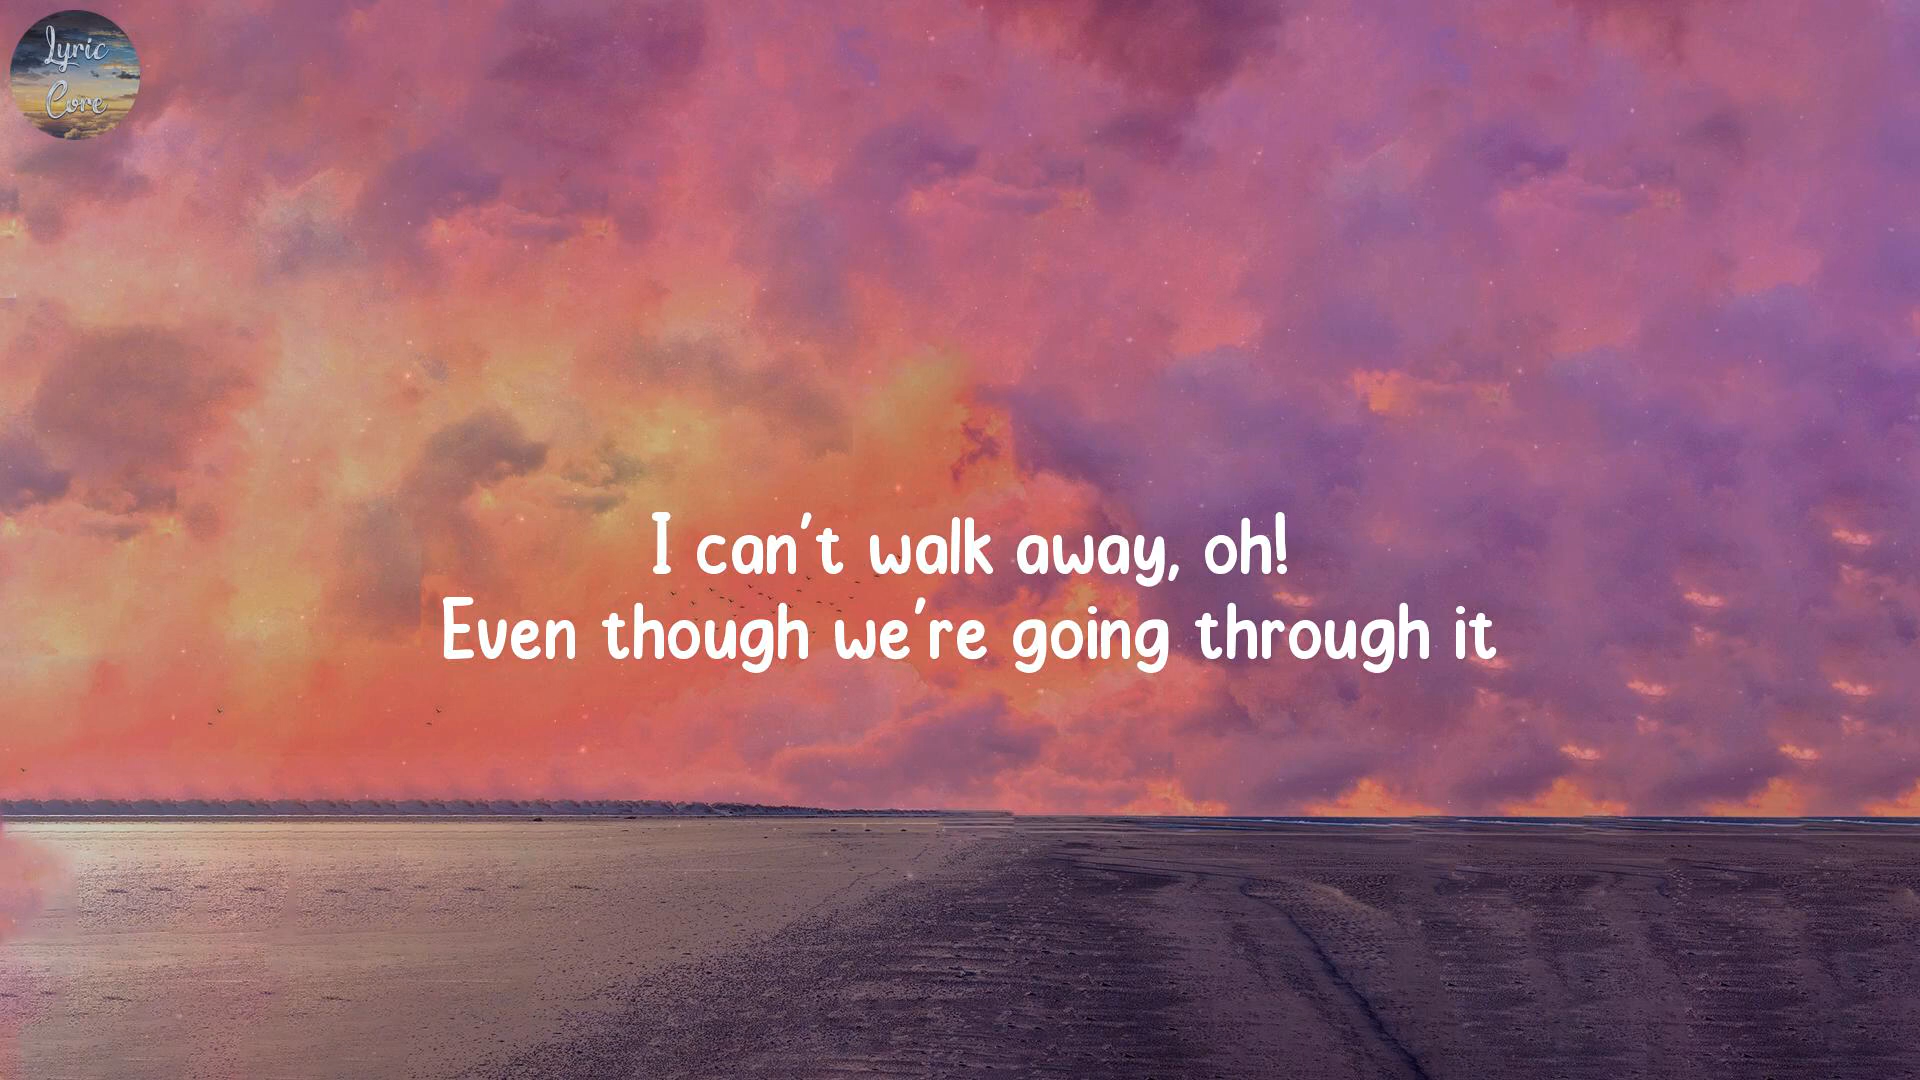 Lyric
Core
I can't walk away, oh!
Even though we're going through it